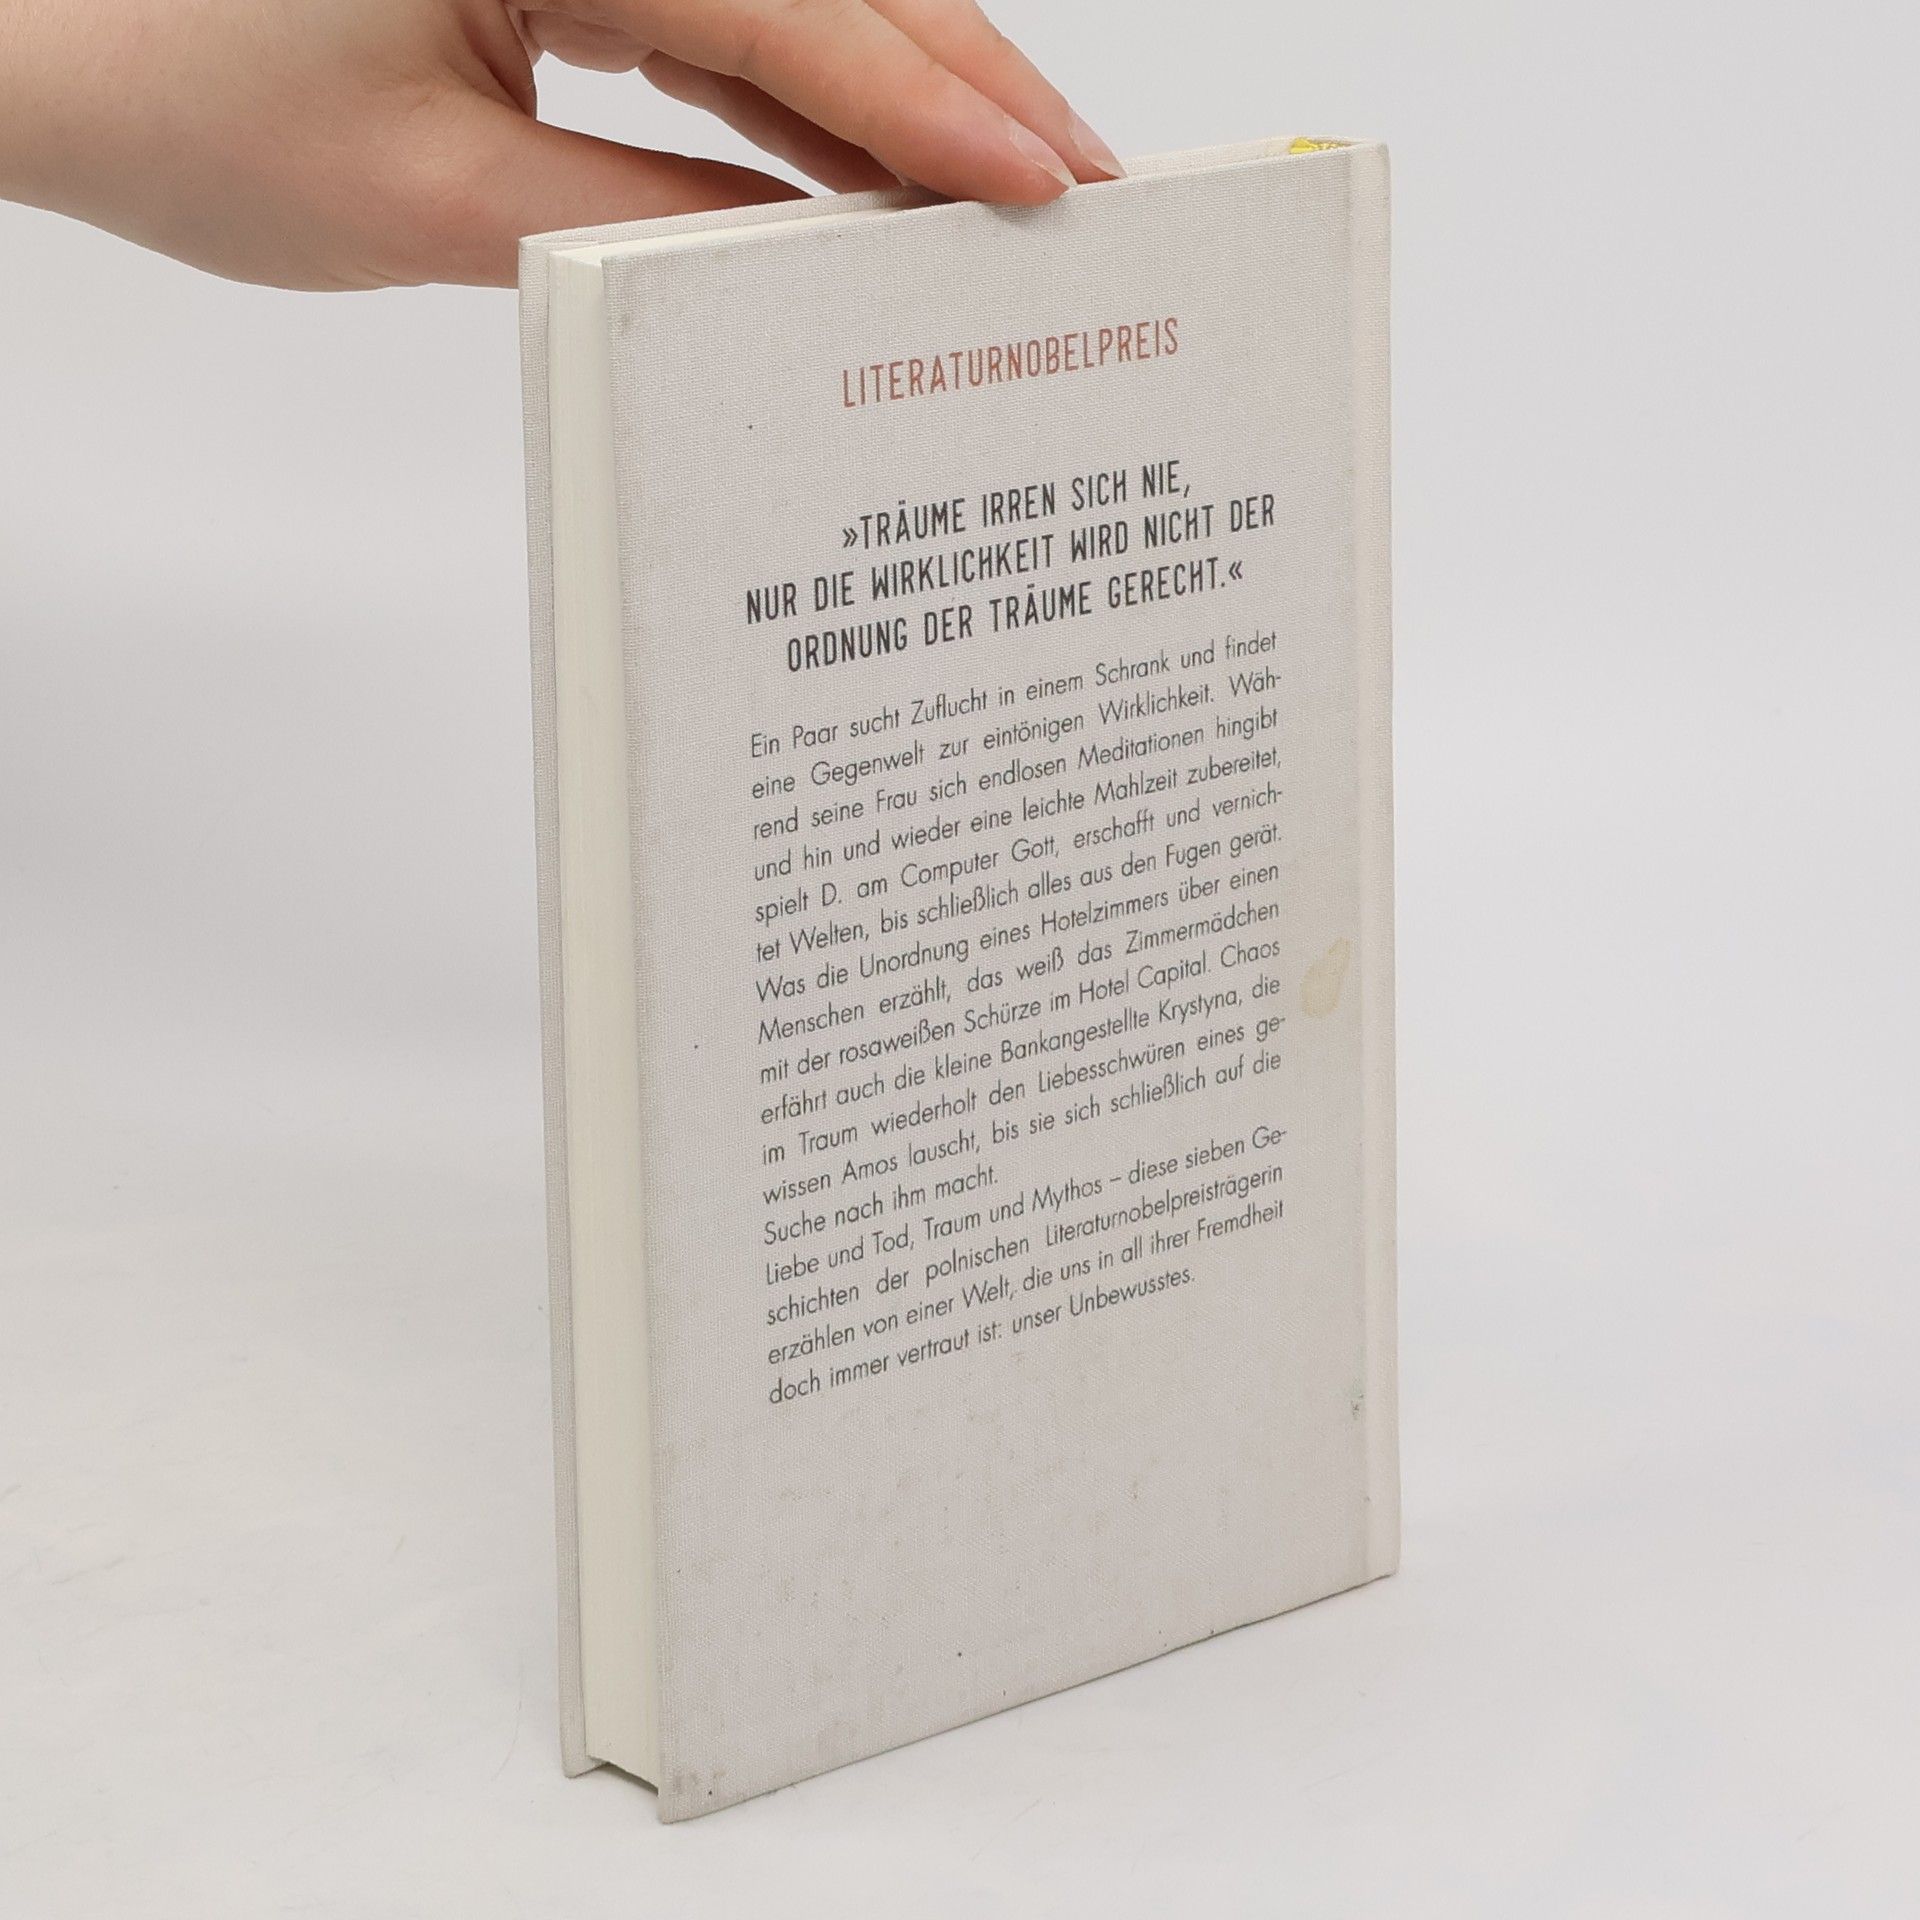 LITERATURNOBELPREIS
»TRÄUME IRREN SICH NIE,
NUR DIE WIRKLICHKEIT WIRD NICHT DER
ORDNUNG DER TRÄUME GERECHT.«
Ein Paar sucht Zuflucht in einem Schrank und findet
eine Gegenwelt zur eintönigen Wirklichkeit. Wäh-
rend seine Frau sich endlosen Meditationen hingibt
und hin und wieder eine leichte Mahlzeit zubereitet,
spielt D. am Computer Gott, erschafft und vernich-
tet Welten, bis schließlich alles aus den Fugen gerät.
Was die Unordnung eines Hotelzimmers über einen
Menschen erzählt, das weiß das Zimmermädchen
mit der rosaweißen Schürze im Hotel Capital. Chaos
erfährt auch die kleine Bankangestellte Krystyna, die
im Traum wiederholt den Liebesschwüren eines ge-
wissen Amos lauscht, bis sie sich schließlich auf die
Suche nach ihm macht.
Liebe und Tod, Traum und Mythos – diese sieben Ge-
schichten der polnischen Literaturnobelpreisträgerin
erzählen von einer Welt, die uns in all ihrer Fremdheit
doch immer vertraut ist: unser Unbewusstes.